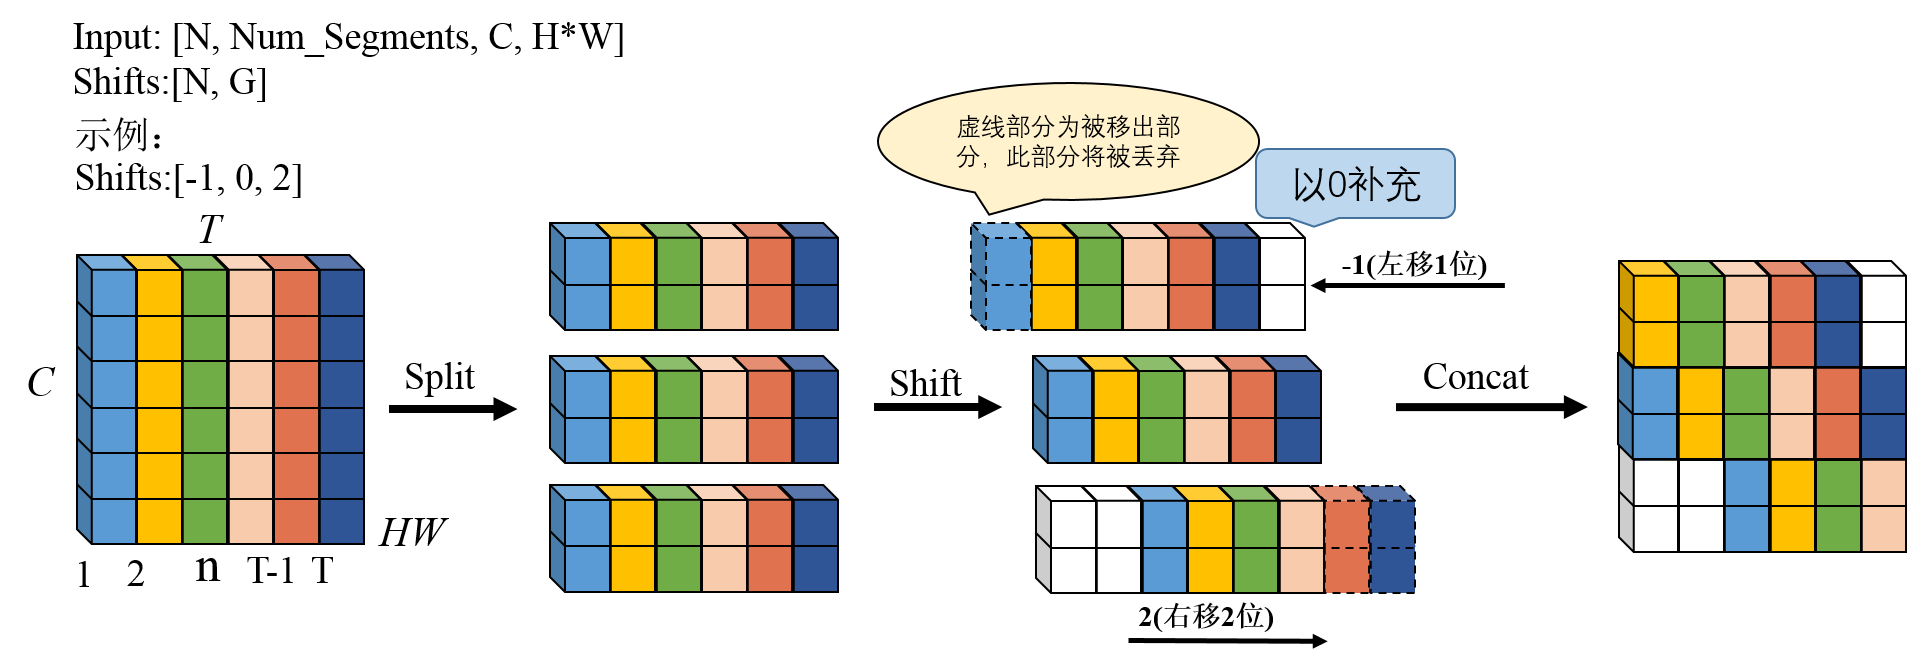 Input: [N, Num_Segments, C, H*W]
Shifts:[N, G]
示例：
Shifts:[-1, 0, 2]
虚线部分为被移出部
分，此部分将被丢弃
以0补充
T
-1(左移1位)
C
Split
Shift
Concat
HW
1 2 n T-1 T
2(右移2位)